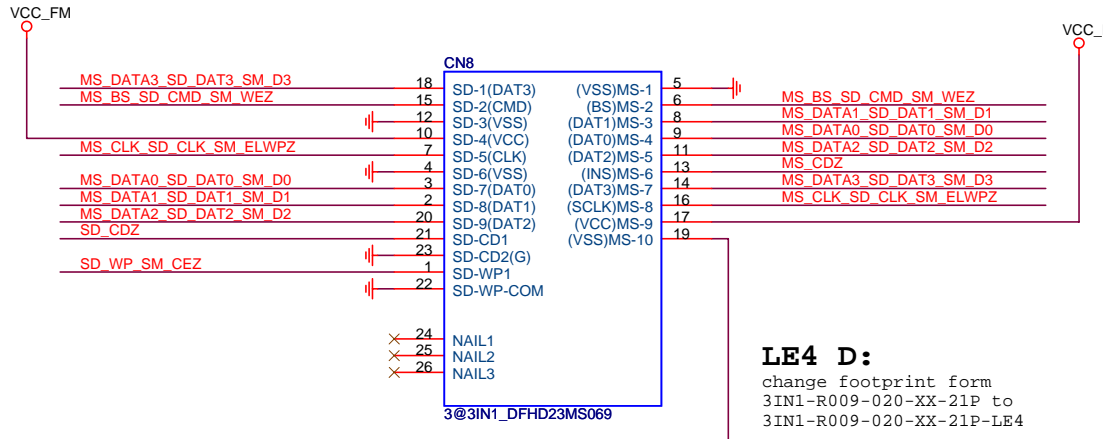 VCC_FM
VCC_
CN8
MS_DATA3_SD_DAT3_SM_D3 18 SD-1(DAT3) (VSS)MS-1 5
MS_BS_SD_CMD_SM_WEZ 15 SD-2(CMD) (BS)MS-2 6 MS_BS_SD_CMD_SM_WEZ
12 SD-3(VSS) (DAT1)MS-3 8 MS_DATA1_SD_DAT1_SM_D1
10 SD-4(VCC) (DAT0)MS-4 9 MS_DATA0_SD_DAT0_SM_D0
MS_CLK_SD_CLK_SM_ELWPZ 7 SD-5(CLK) (DAT2)MS-5 11 MS_DATA2_SD_DAT2_SM_D2
4 SD-6(VSS) (INS)MS-6 13 MS_CDZ
MS_DATA0_SD_DAT0_SM_D0 3 SD-7(DAT0) (DAT3)MS-7 14 MS_DATA3_SD_DAT3_SM_D3
MS_DATA1_SD_DAT1_SM_D1 2 SD-8(DAT1) (SCLK)MS-8 16 MS_CLK_SD_CLK_SM_ELWPZ
MS_DATA2_SD_DAT2_SM_D2 20 SD-9(DAT2) (VCC)MS-9 17
SD_CDZ 21 SD-CD1 (VSS)MS-10 19
23 SD-CD2(G)
SD_WP_SM_CEZ 1 SD-WP1
22 SD-WP-COM
24 NAIL1
25 NAIL2
26 NAIL3
3@3IN1_DFHD23MS069
LE4 D:
change footprint form
3IN1-R009-020-XX-21P to
3IN1-R009-020-XX-21P-LE4